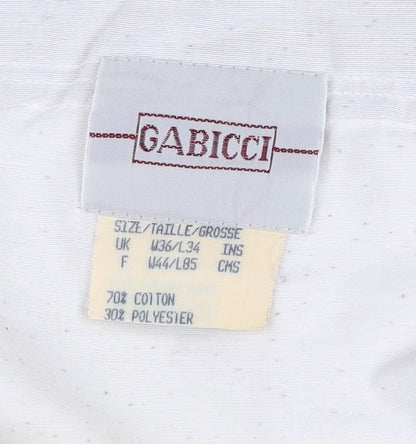 GABICCI
SIZE/TAILLE/GROSSE
UK W36/L34 INS
F W44/L85 CMS
70% COTTON
30% POLYESTER